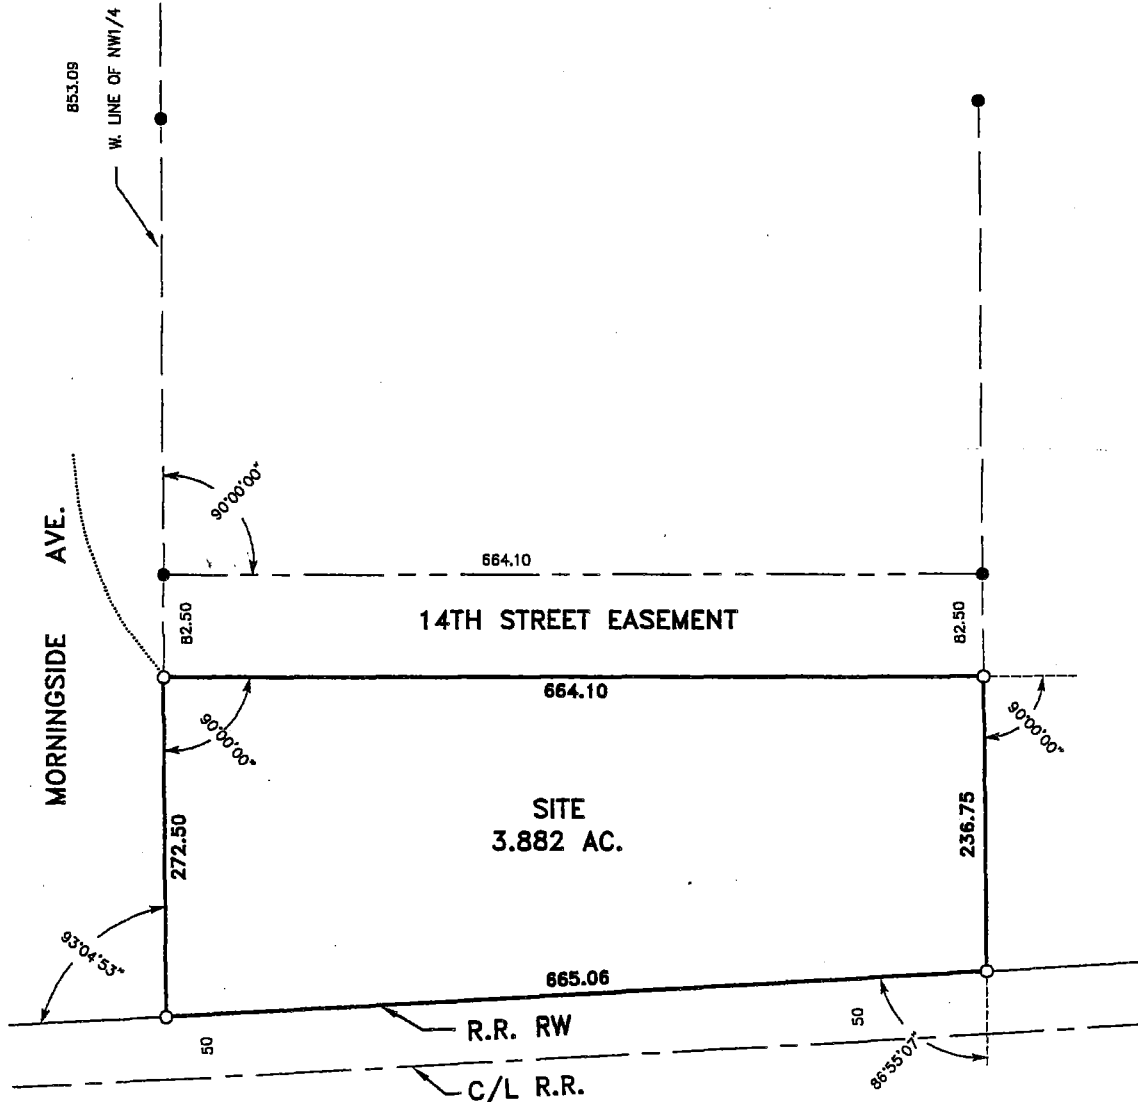 853.09
W. LINE OF NW1/4
90°00'00"
664.10
MORNINGSIDE AVE.
82.50
14TH STREET EASEMENT
82.50
664.10
90°00'00"
90°00'00"
SITE
3.882 AC.
272.50
236.75
93°04'53"
665.06
R.R. RW
50
50
86°55'07"
C/L R.R.